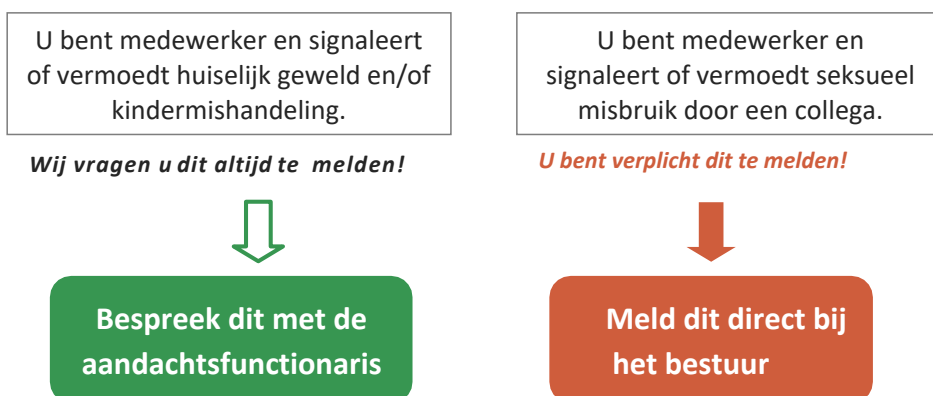 U bent medewerker en signaleert
of vermoedt huiselijk geweld en/of
kindermishandeling.
Wij vragen u dit altijd te melden!
Bespreek dit met de
aandachtsfunctionaris
U bent medewerker en
signaleert of vermoedt seksueel
misbruik door een collega.
U bent verplicht dit te melden!
Meld dit direct bij
het bestuur